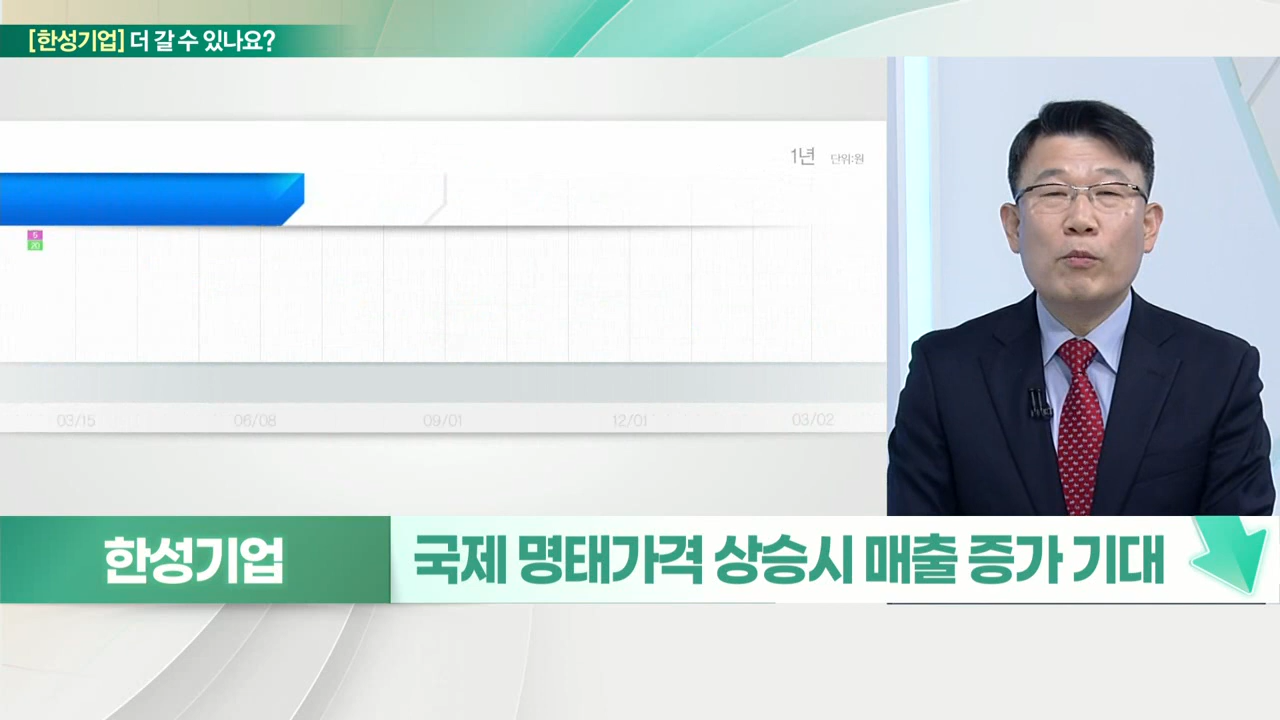 [한성기업] 더 갈 수 있나요?
1년 단위:원
5
20
03/15 06/08 09/01 12/01 03/02
한성기업 국제 명태가격 상승시 매출 증가 기대